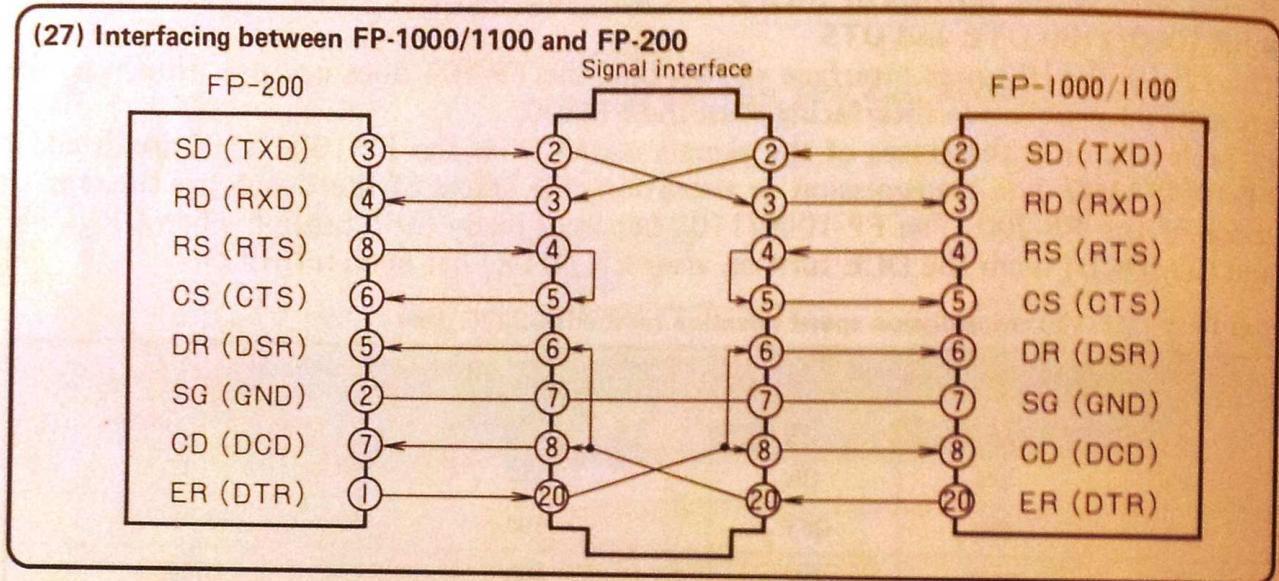 (27) Interfacing between FP-1000/1100 and FP-200
FP-200 Signal interface FP-1000/1100
SD (TXD) 3 2 2 2 SD (TXD)
RD (RXD) 4 3 3 3 RD (RXD)
RS (RTS) 8 4 4 4 RS (RTS)
CS (CTS) 6 5 5 5 CS (CTS)
DR (DSR) 5 6 6 6 DR (DSR)
SG (GND) 2 7 7 7 SG (GND)
CD (DCD) 7 8 8 8 CD (DCD)
ER (DTR) 1 20 20 20 ER (DTR)